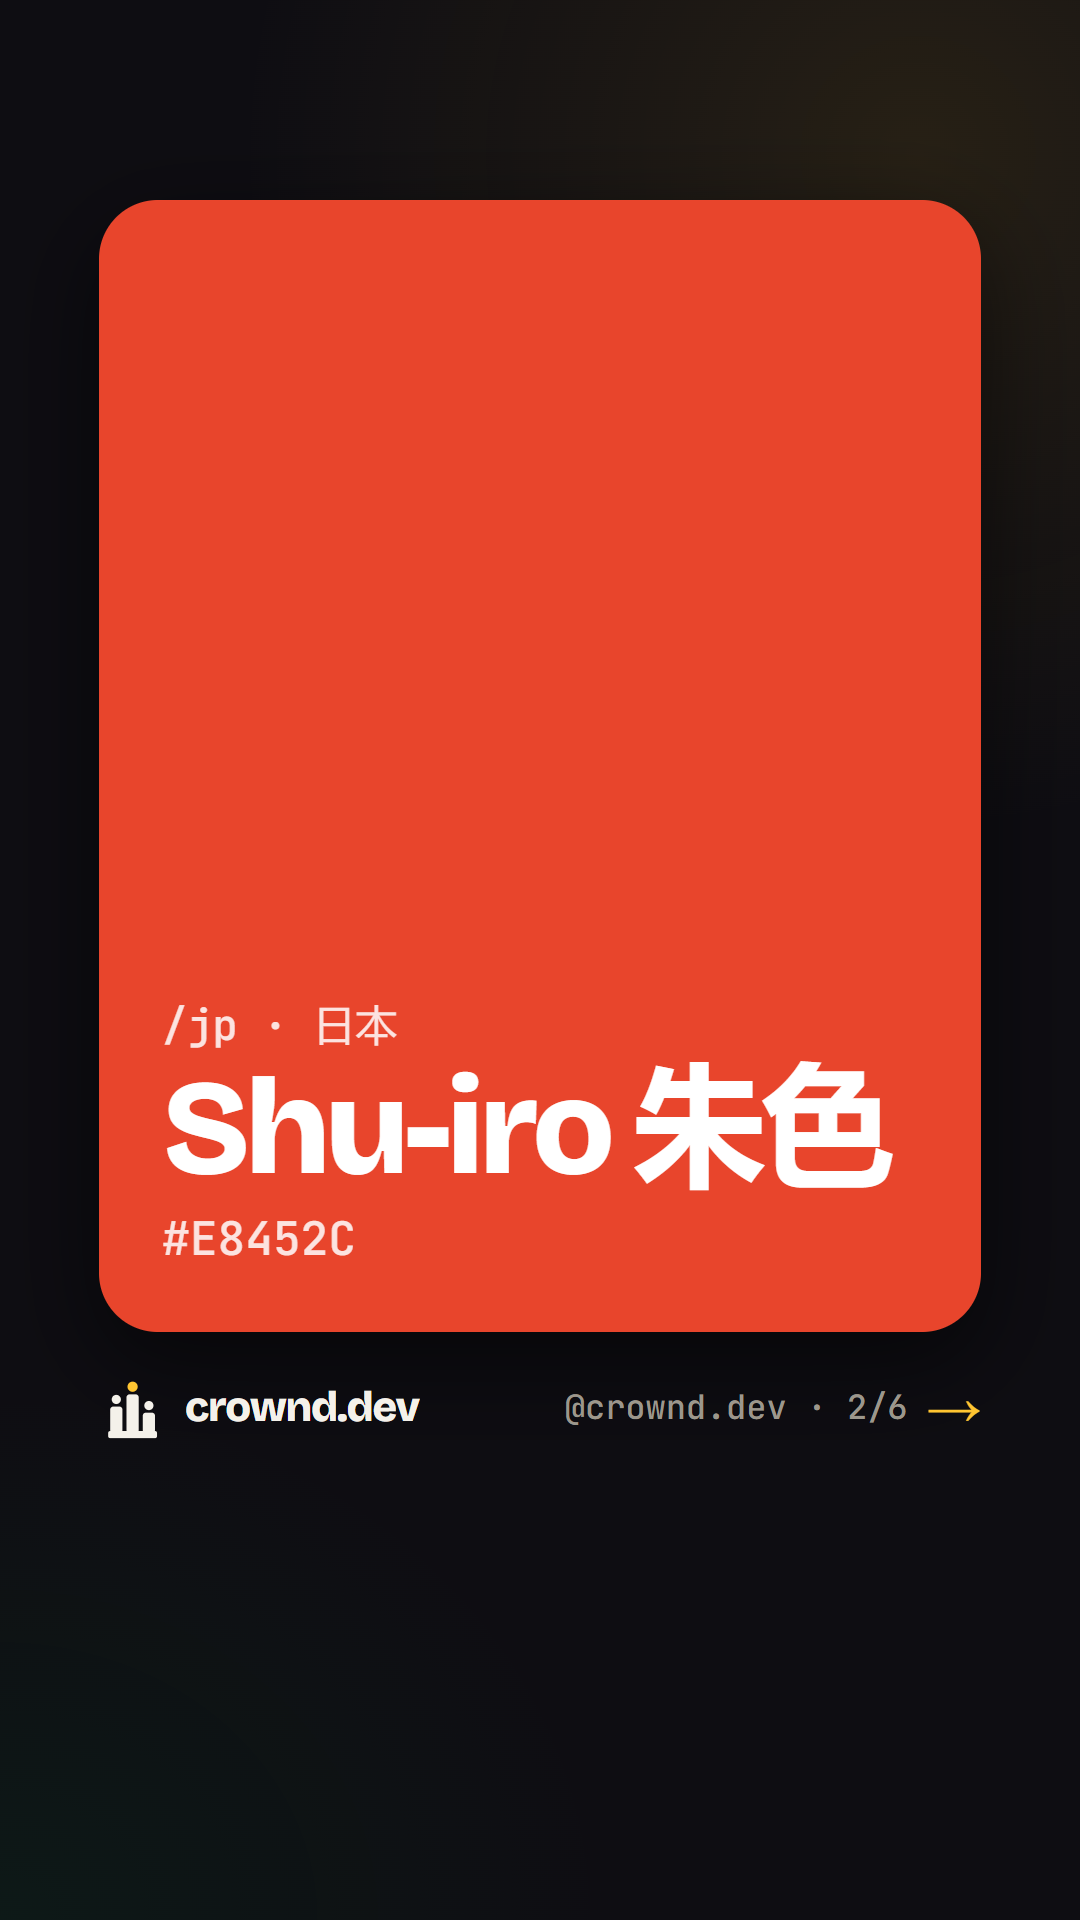 /jp · 日本
Shu-iro 朱色
#E8452C
crownd.dev
@crownd.dev · 2/6 →